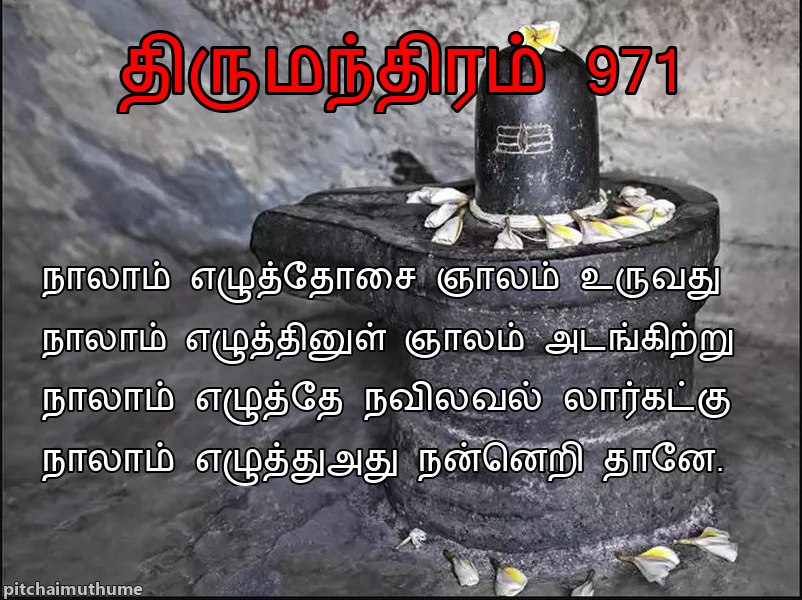 திருமந்திரம் 971
நாலாம் எழுத்தோசை ஞாலம் உருவது
நாலாம் எழுத்தினுள் ஞாலம் அடங்கிற்று
நாலாம் எழுத்தே நவிலவல் லார்கட்கு
நாலாம் எழுத்துஅது நன்னெறி தானே.
pitchaimuthume